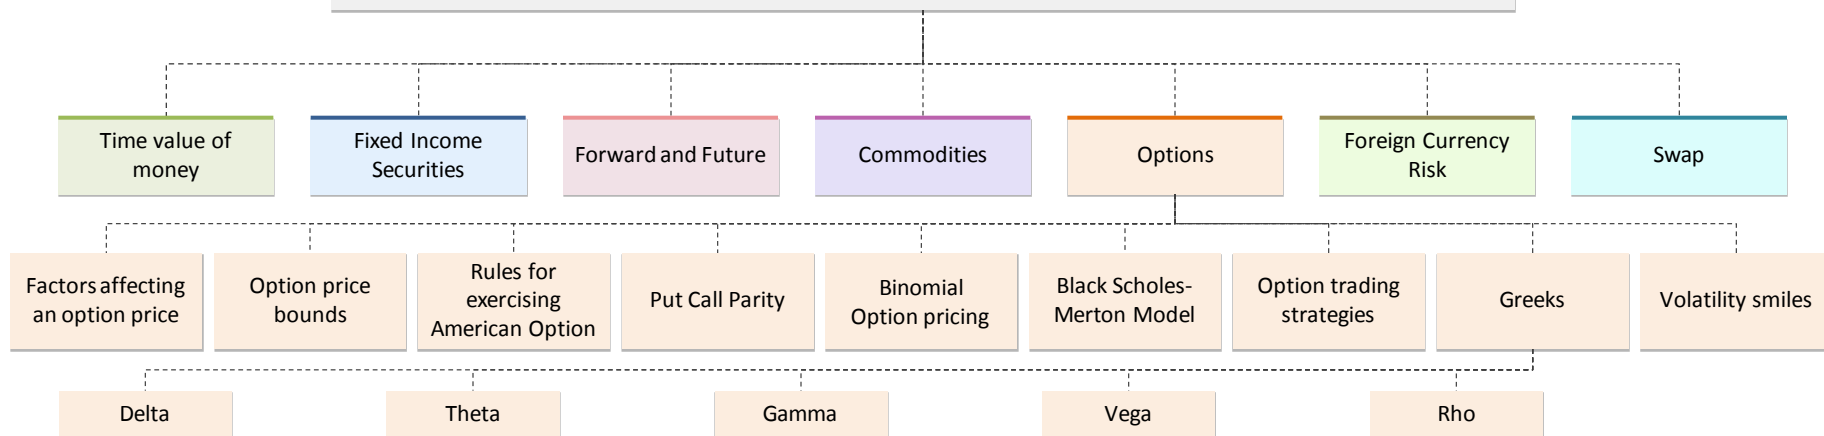 Time value of
money
Fixed Income
Securities
Forward and Future
Commodities
Options
Foreign Currency
Risk
Swap
Factors affecting
an option price
Option price
bounds
Rules for
exercising
American Option
Put Call Parity
Binomial
Option pricing
Black Scholes-
Merton Model
Option trading
strategies
Greeks
Volatility smiles
Delta
Theta
Gamma
Vega
Rho